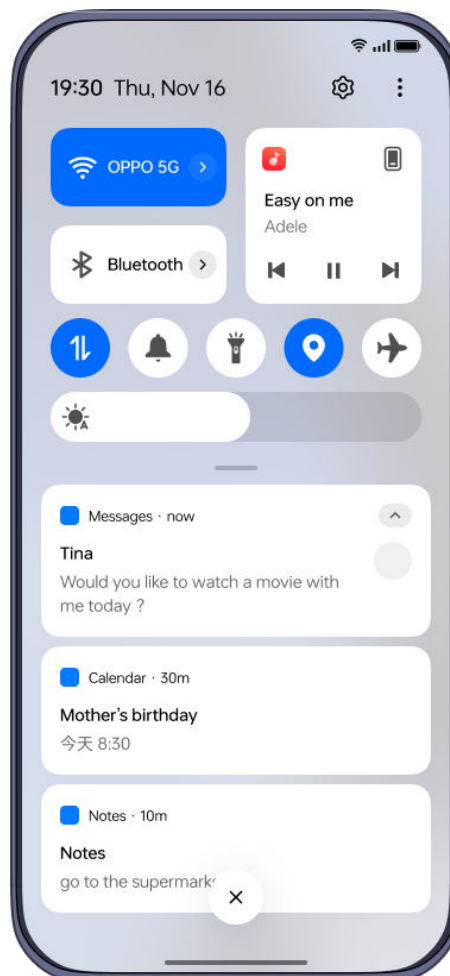 19:30 Thu, Nov 16
OPPO 5G
Easy on me
Adele
Bluetooth
A
Messages · now
Tina
Would you like to watch a movie with
me today ?
Calendar · 30m
Mother's birthday
今天 8:30
Notes · 10m
Notes
go to the supermark